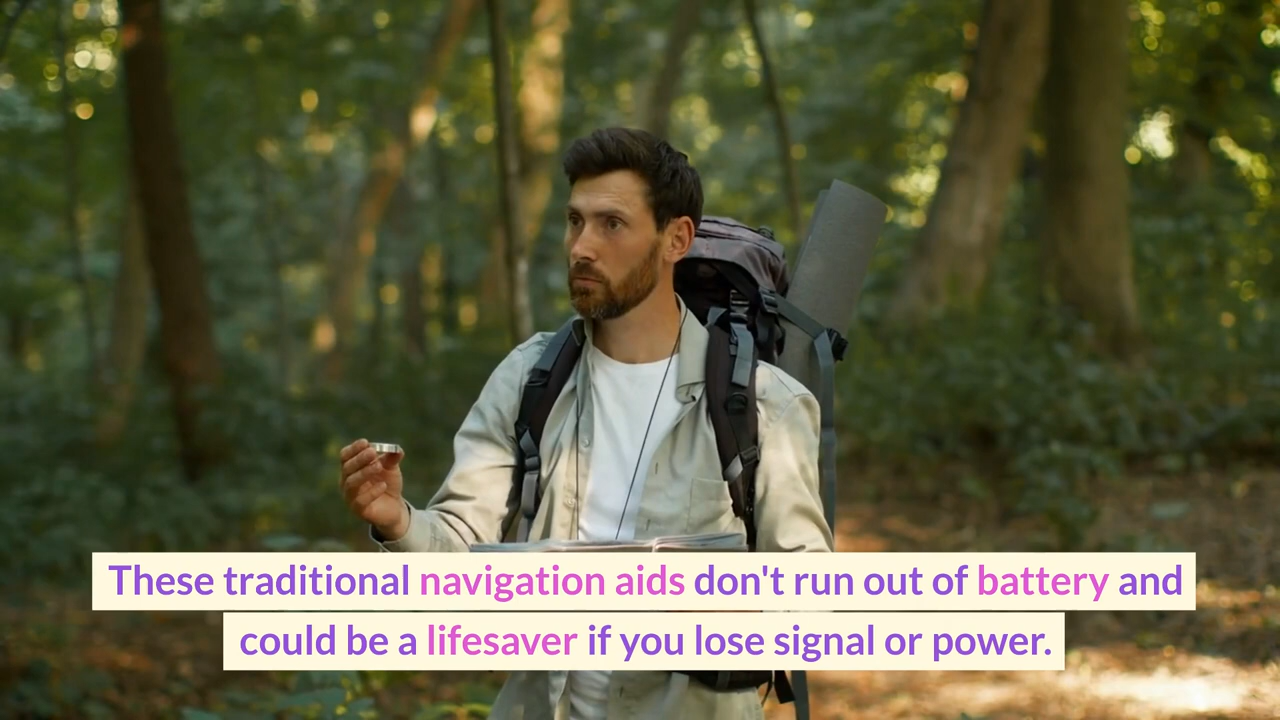 These traditional navigation aids don't run out of battery and
could be a lifesaver if you lose signal or power.